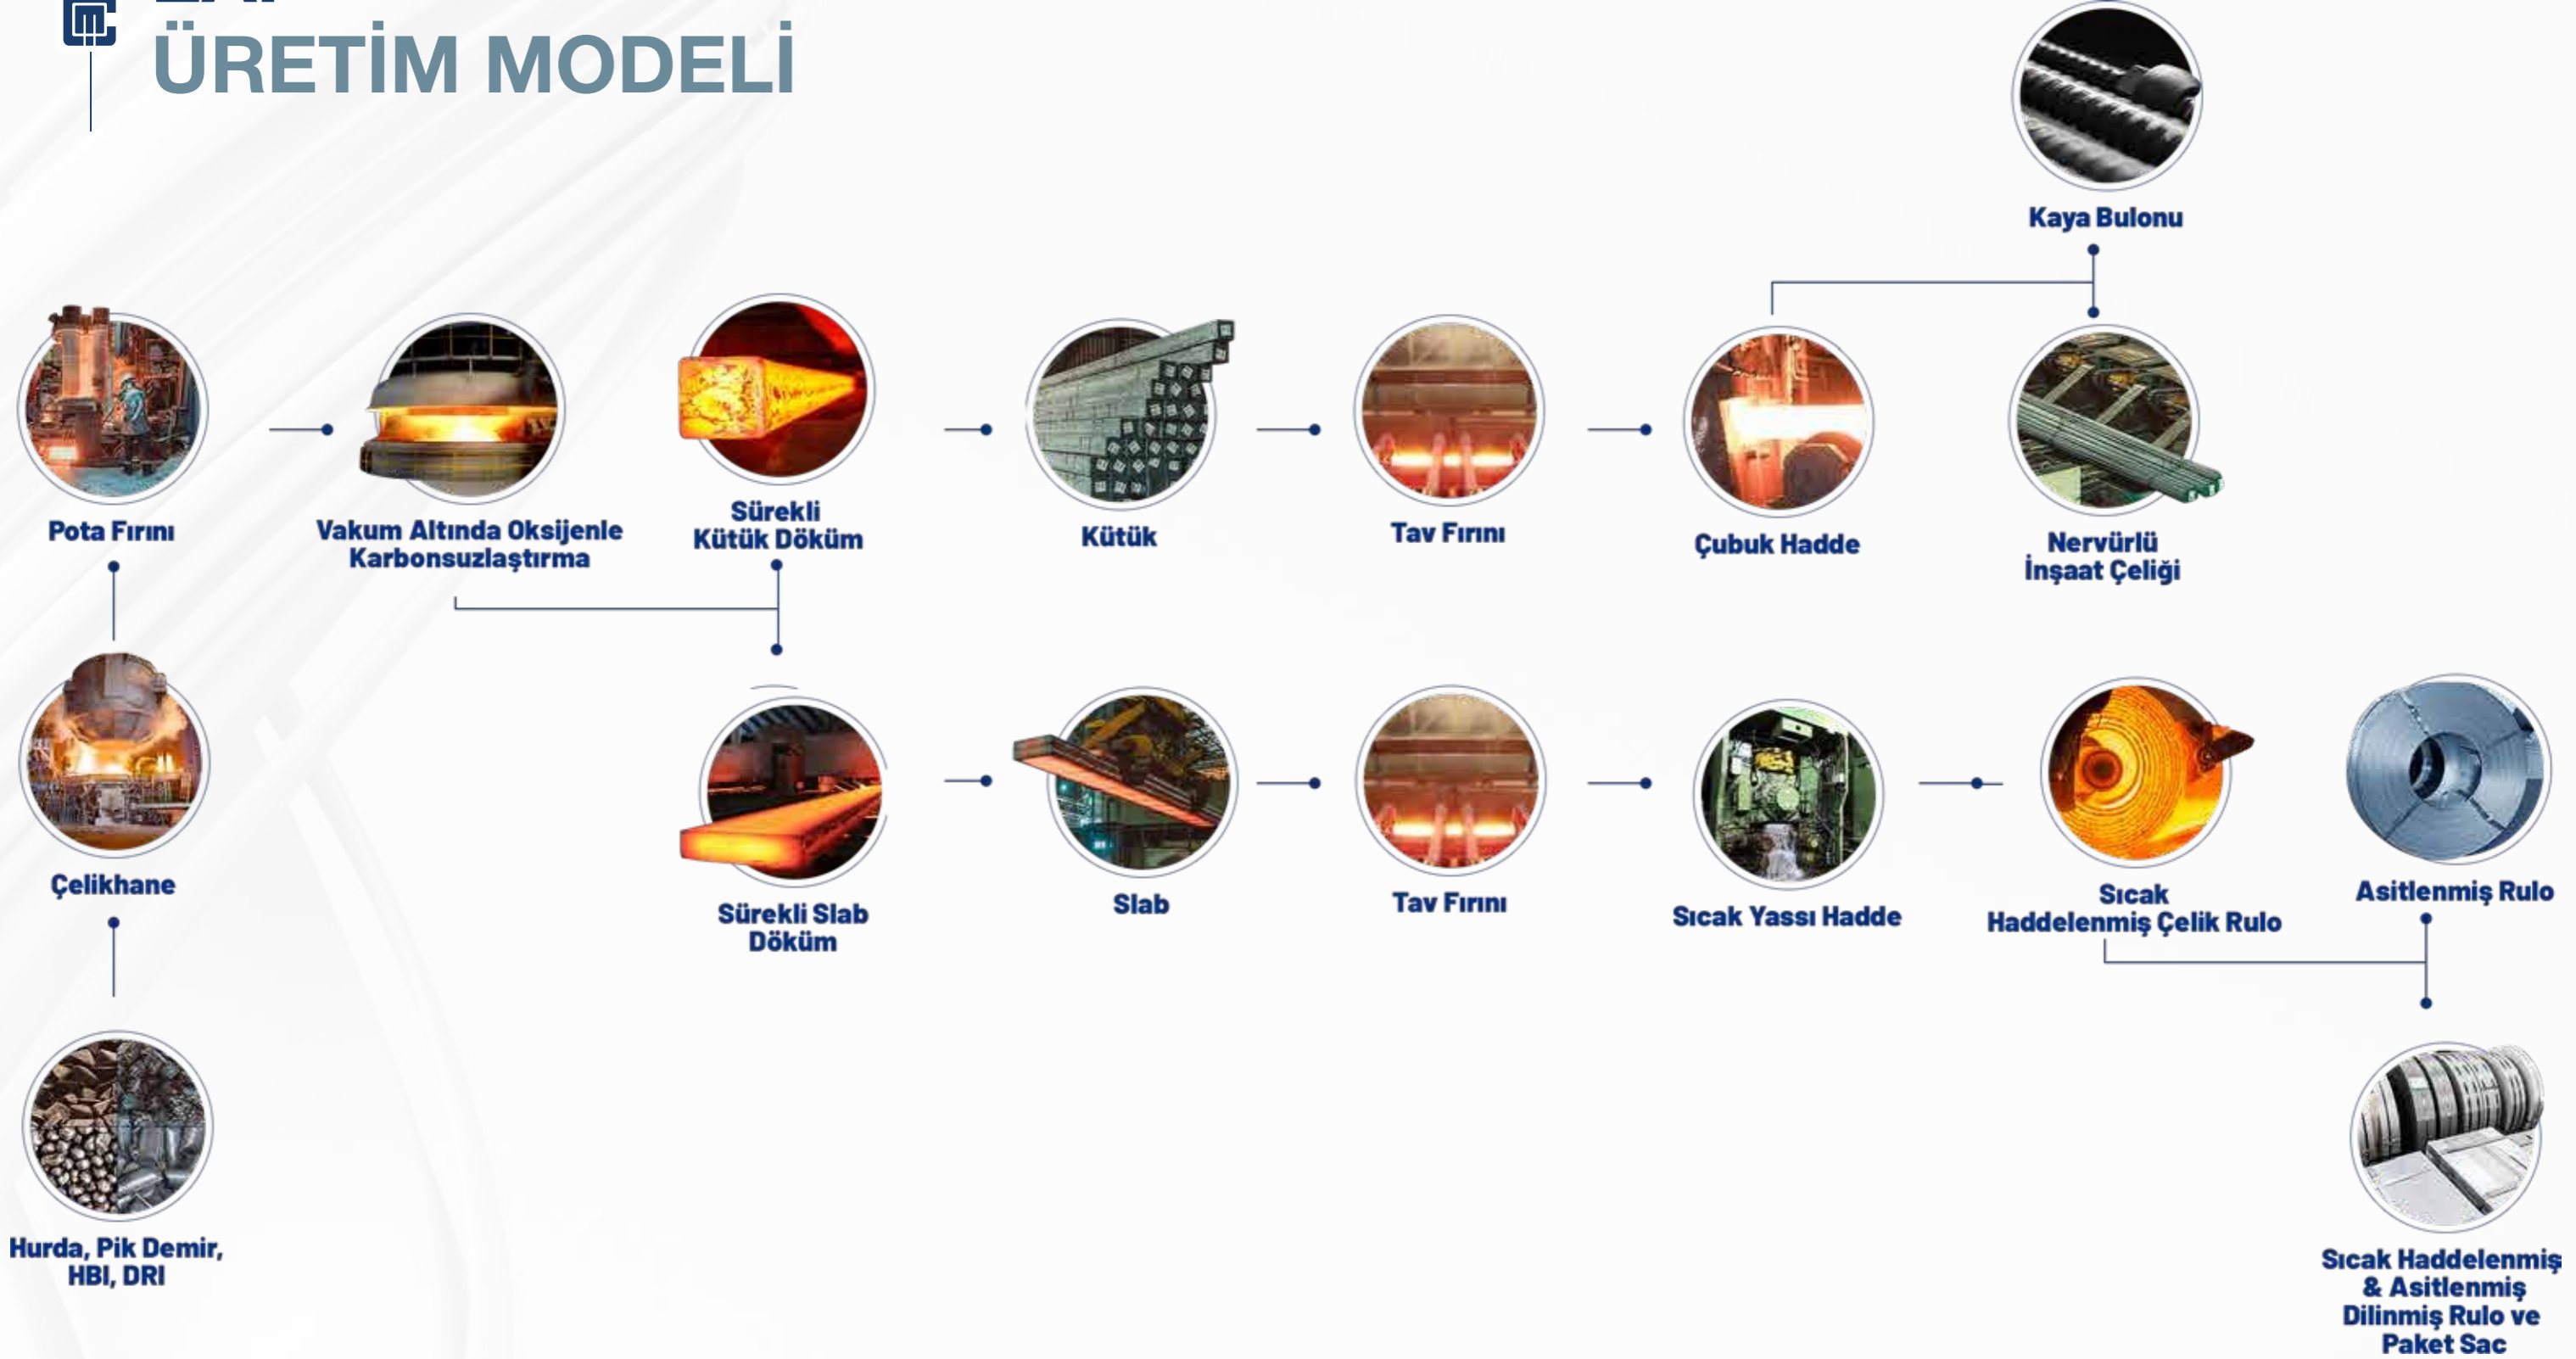 ÜRETİM MODELİ
Kaya Bulonu
Pota Fırını
Vakum Altında Oksijenle
Karbonsuzlaştırma
Sürekli
Kütük Döküm
Kütük
Tav Fırını
Çubuk Hadde
Nervürlü
İnşaat Çeliği
Çelikhane
Sürekli Slab
Döküm
Slab
Tav Fırını
Sıcak Yassı Hadde
Sıcak
Haddelenmiş Çelik Rulo
Asitlenmiş Rulo
Hurda, Pik Demir,
HBI, DRI
Sıcak Haddelenmiş
& Asitlenmiş
Dilinmiş Rulo ve
Paket Sac